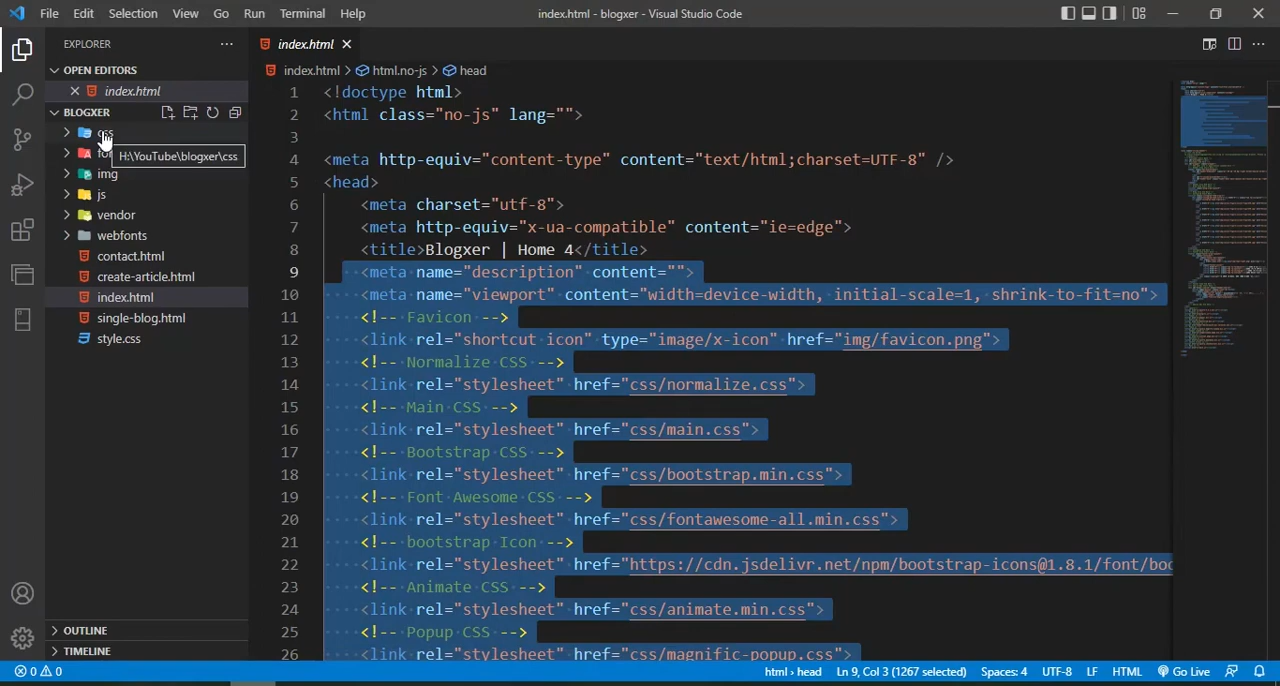 File Edit Selection View Go Run Terminal Help
index.html - blogxer - Visual Studio Code
EXPLORER
OPEN EDITORS
index.html
BLOGXER
css
H:\YouTube\blogxer\css
img
js
vendor
webfonts
contact.html
create-article.html
index.html
single-blog.html
style.css
OUTLINE
TIMELINE
index.html
index.html > html.no-js > head
1 <!doctype html>
2 <html class="no-js" lang="">
3
4 <meta http-equiv="content-type" content="text/html;charset=UTF-8" />
5 <head>
6 <meta charset="utf-8">
7 <meta http-equiv="x-ua-compatible" content="ie=edge">
8 <title>Blogxer | Home 4</title>
9 <meta name="description" content="">
10 <meta name="viewport" content="width=device-width, initial-scale=1, shrink-to-fit=no">
11 <!-- Favicon -->
12 <link rel="shortcut icon" type="image/x-icon" href="img/favicon.png">
13 <!-- Normalize CSS -->
14 <link rel="stylesheet" href="css/normalize.css">
15 <!-- Main CSS -->
16 <link rel="stylesheet" href="css/main.css">
17 <!-- Bootstrap CSS -->
18 <link rel="stylesheet" href="css/bootstrap.min.css">
19 <!-- Font Awesome CSS -->
20 <link rel="stylesheet" href="css/fontawesome-all.min.css">
21 <!-- bootstrap Icon -->
22 <link rel="stylesheet" href="https://cdn.jsdelivr.net/npm/bootstrap-icons@1.8.1/font/boc
23 <!-- Animate CSS -->
24 <link rel="stylesheet" href="css/animate.min.css">
25 <!-- Popup CSS -->
26 <link rel="stylesheet" href="css/magnific-popup.css">
0 0 html > head Ln 9, Col 3 (1267 selected) Spaces: 4 UTF-8 LF HTML Go Live